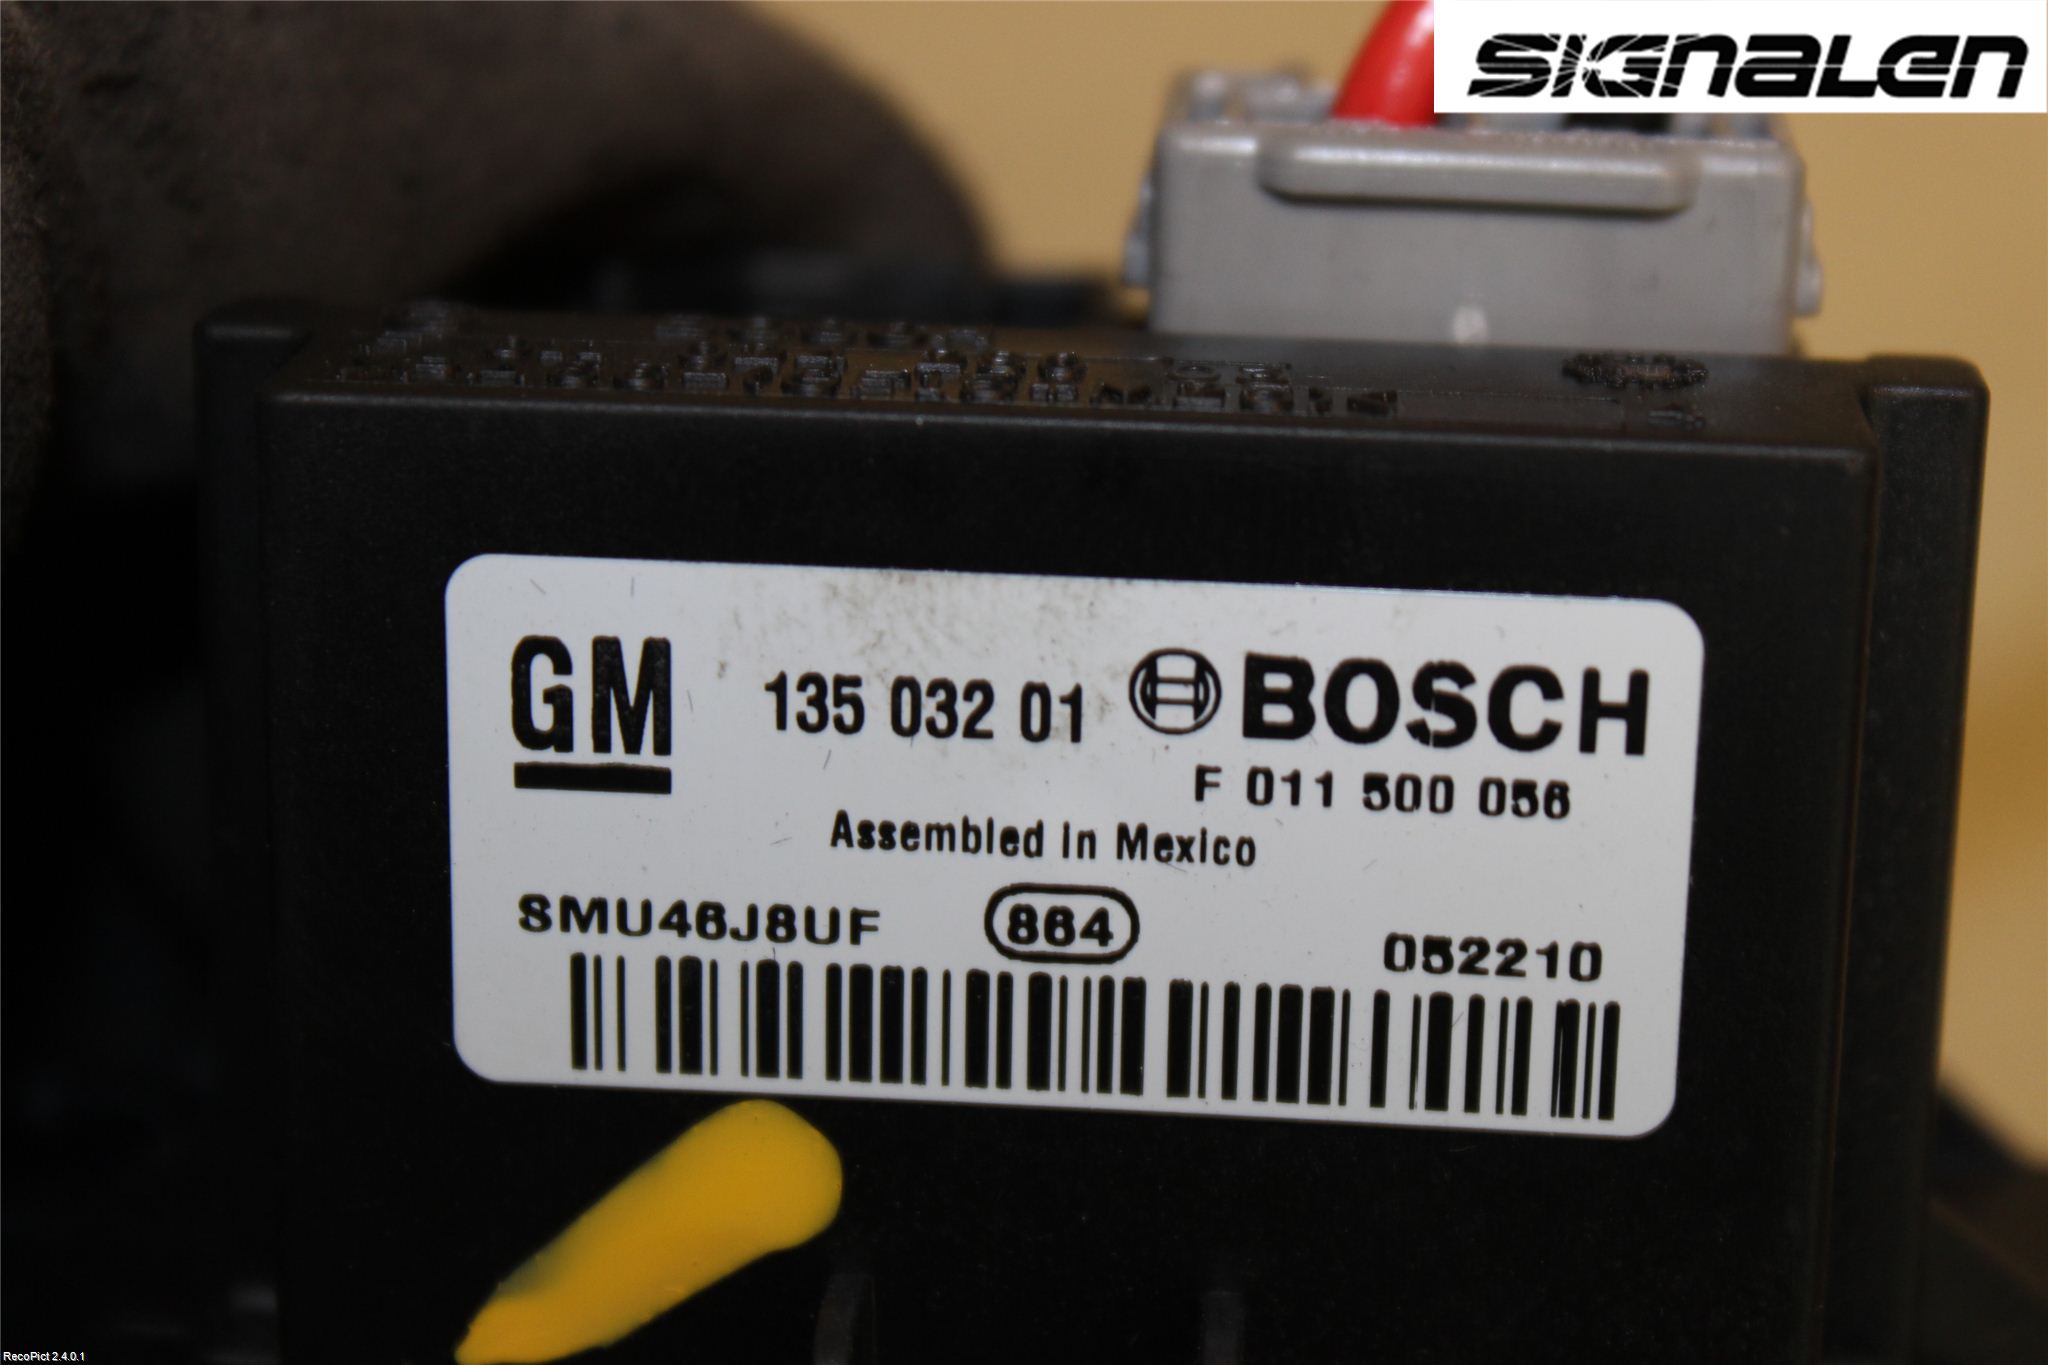 SIGNALEN
GM 135 032 01 BOSCH
F 011 500 056
Assembled in Mexico
SMU46J8UF 864 052210
RecoPict 2.4.0.1